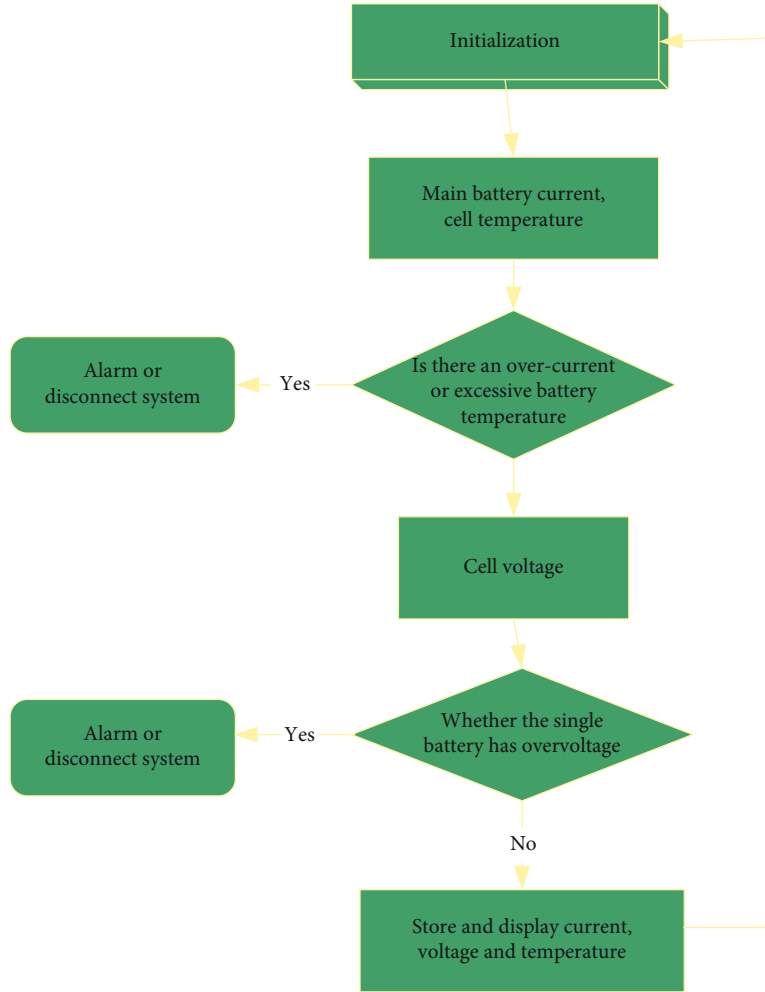 Initialization
Main battery current,
cell temperature
Is there an over-current
or excessive battery
temperature
Yes
Alarm or
disconnect system
Cell voltage
Whether the single
battery has overvoltage
Yes
Alarm or
disconnect system
No
Store and display current,
voltage and temperature